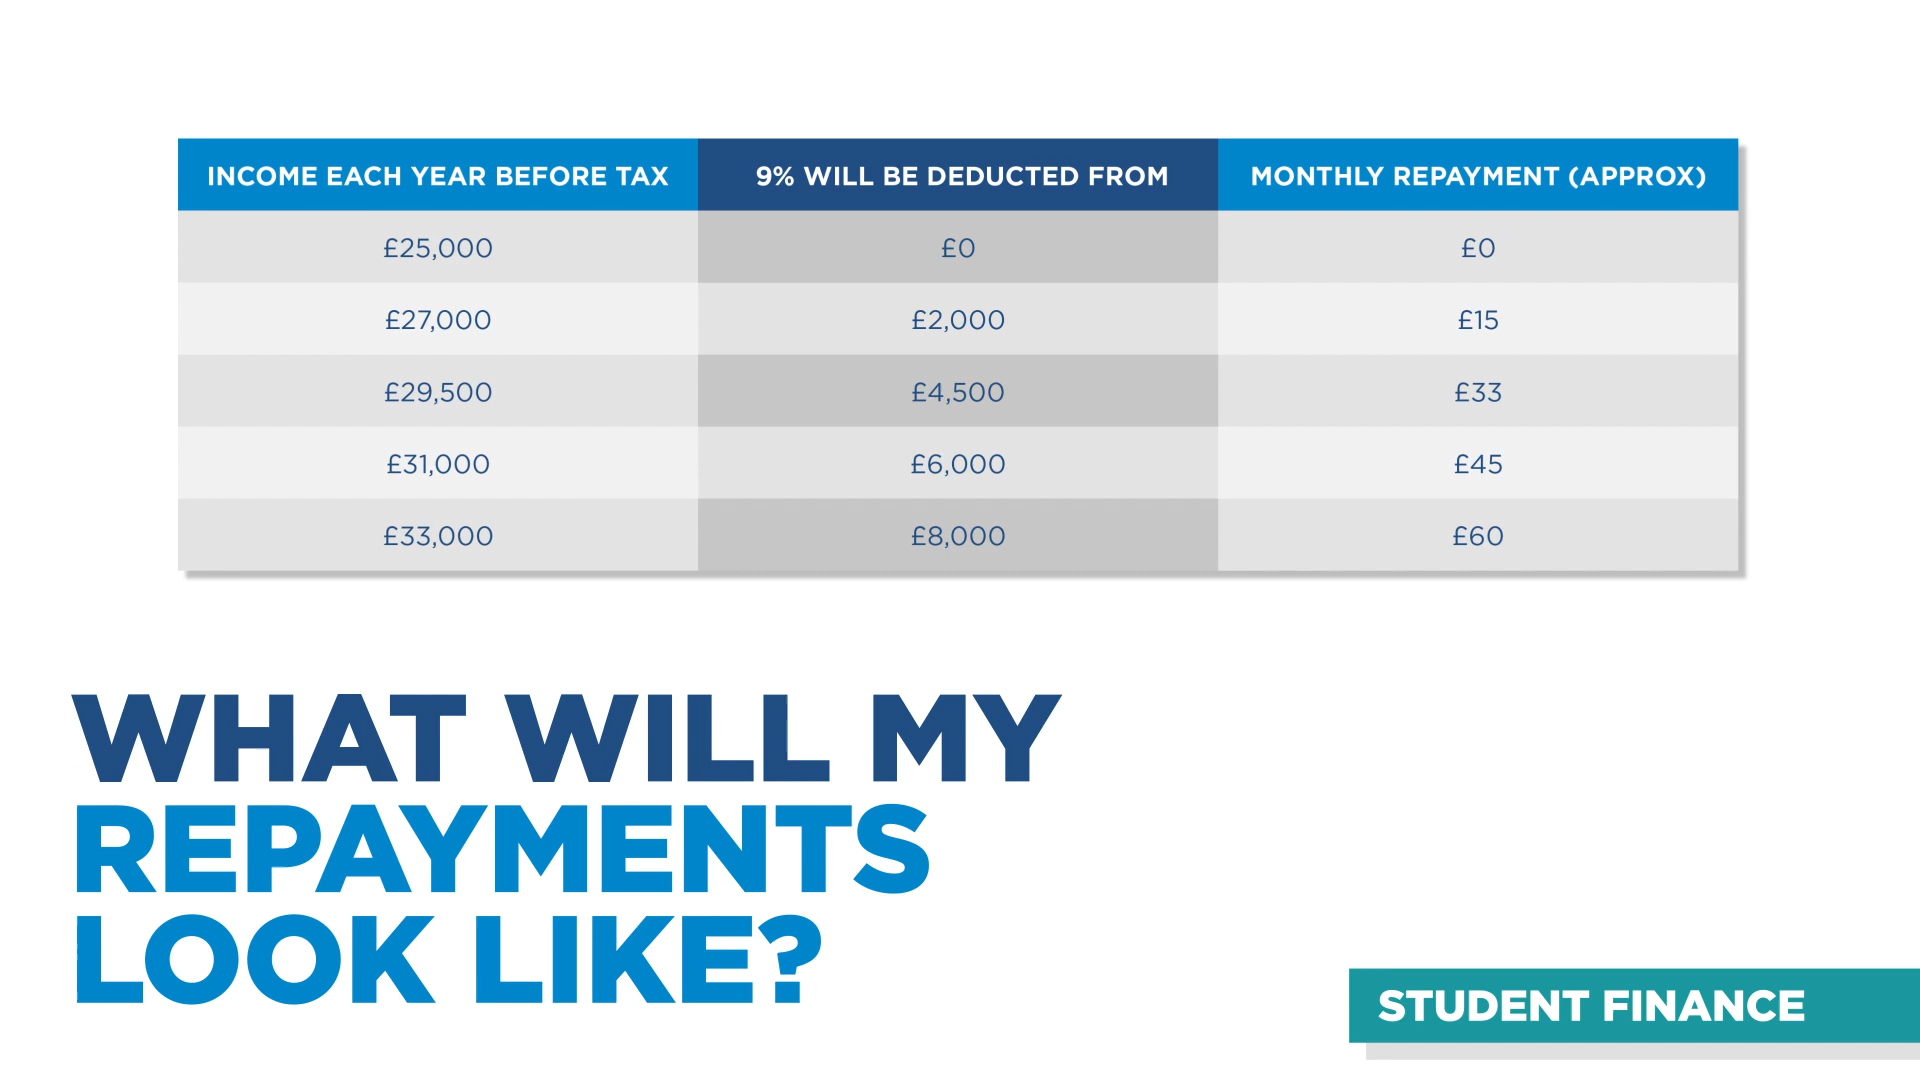 INCOME EACH YEAR BEFORE TAX 9% WILL BE DEDUCTED FROM MONTHLY REPAYMENT (APPROX)
£25,000 £0 £0
£27,000 £2,000 £15
£29,500 £4,500 £33
£31,000 £6,000 £45
£33,000 £8,000 £60
WHAT WILL MY
REPAYMENTS
LOOK LIKE?
STUDENT FINANCE